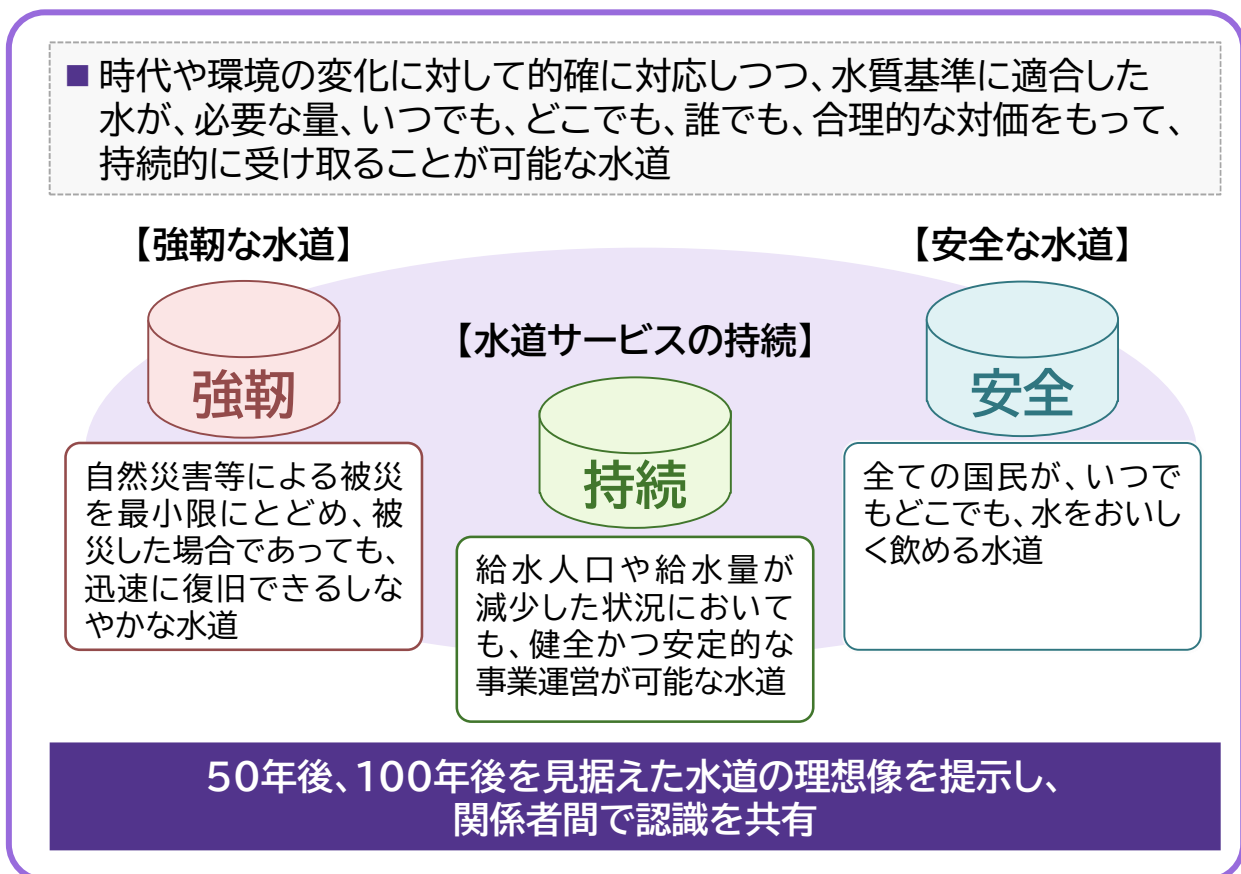 ■ 時代や環境の変化に対して的確に対応しつつ、水質基準に適合した
水が、必要な量、いつでも、どこでも、誰でも、合理的な対価をもって、
持続的に受け取ることが可能な水道
【強靭な水道】
強靭
自然災害等による被災
を最小限にとどめ、被
災した場合であっても、
迅速に復旧できるしな
やかな水道
【水道サービスの持続】
持続
給水人口や給水量が
減少した状況において
も、健全かつ安定的な
事業運営が可能な水道
【安全な水道】
安全
全ての国民が、いつで
もどこでも、水をおいし
く飲める水道
50年後、100年後を見据えた水道の理想像を提示し、
関係者間で認識を共有